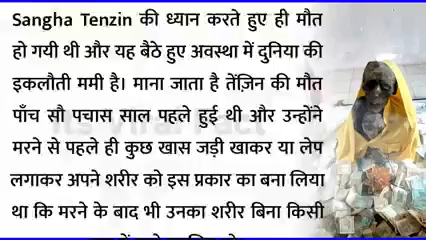 Sangha Tenzin की ध्यान करते हुए ही मौत
हो गयी थी और यह बैठे हुए अवस्था में दुनिया की
इकलौती ममी है। माना जाता है तेंज़िन की मौत
पाँच सौ पचास साल पहले हुई थी और उन्होंने
मरने से पहले ही कुछ खास जड़ी खाकर या लेप
लगाकर अपने शरीर को इस प्रकार का बना लिया
था कि मरने के बाद भी उनका शरीर बिना किसी